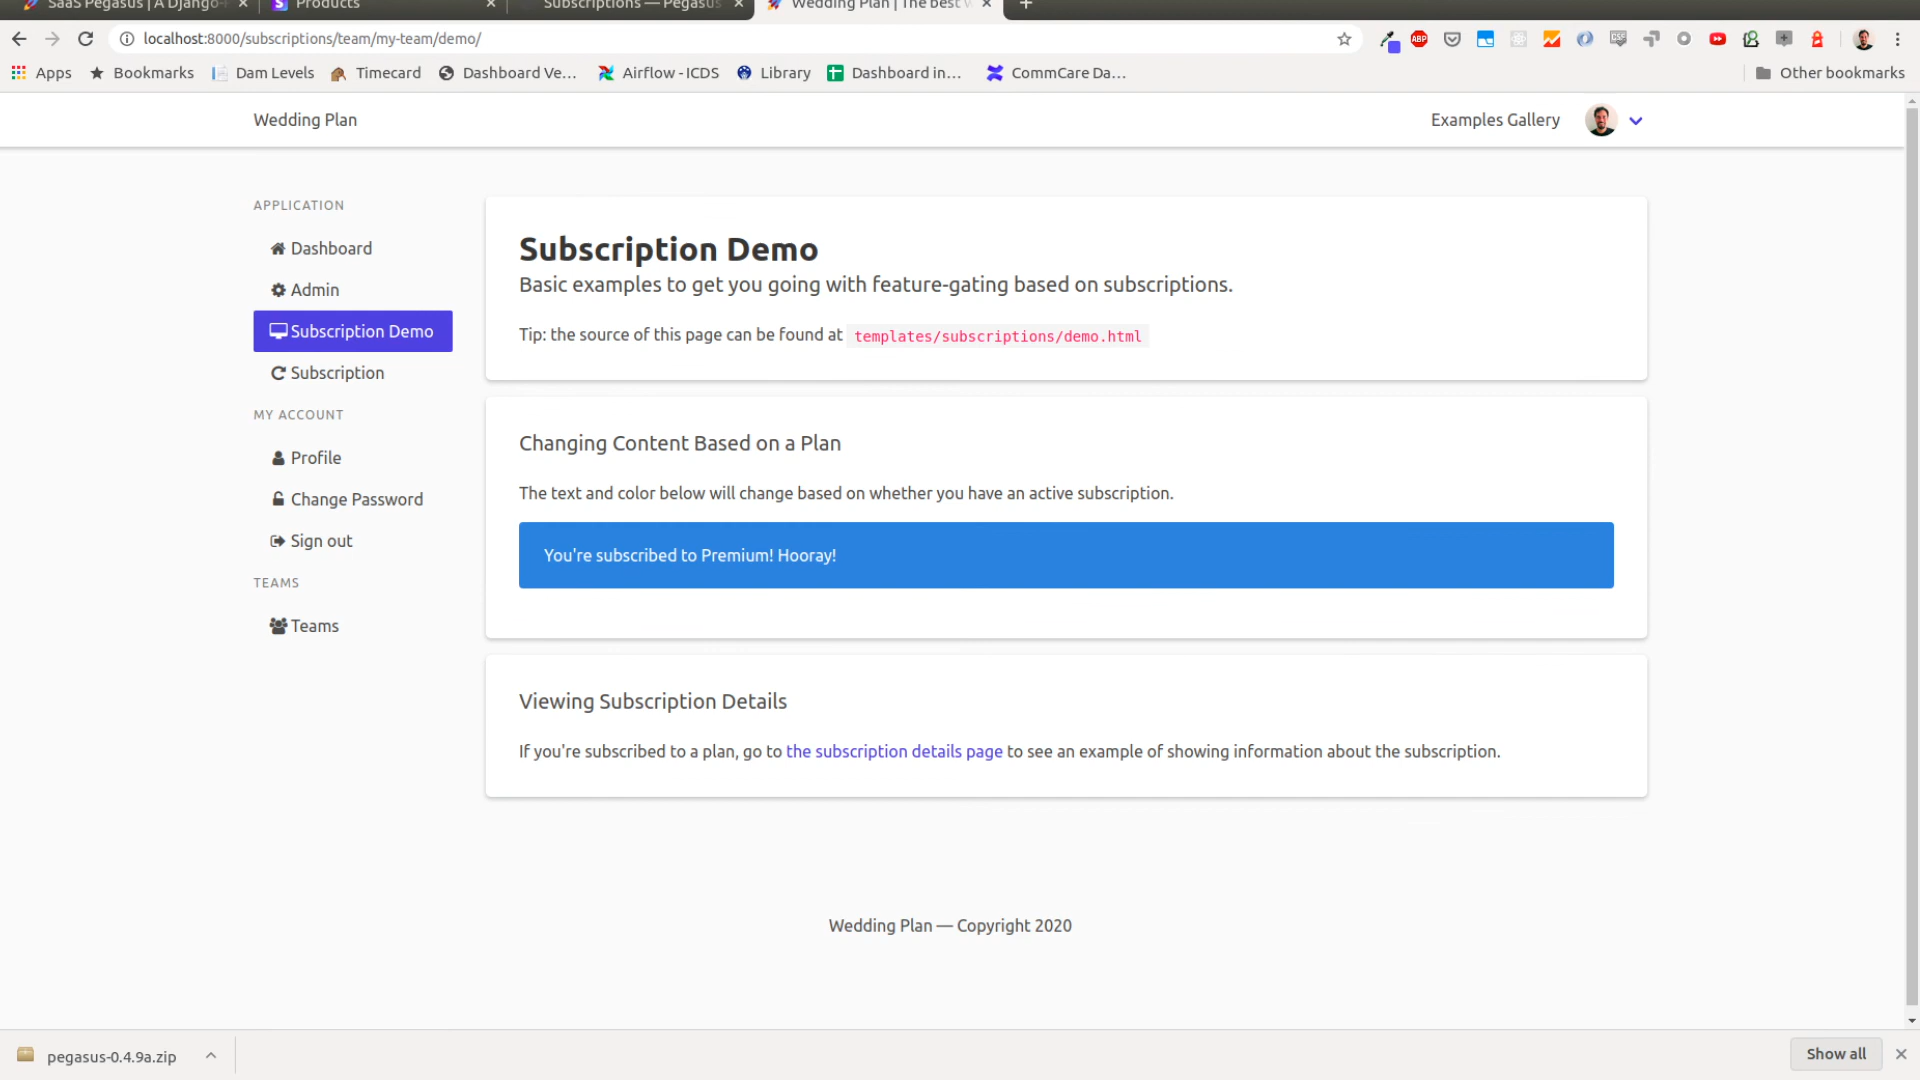 SaaS Pegasus | A Django-
Products
Subscriptions — Pegasus
Wedding Plan | The best
localhost:8000/subscriptions/team/my-team/demo/
ABP
CSS
Apps
Bookmarks
Dam Levels
Timecard
Dashboard Ve...
Airflow - ICDS
Library
Dashboard in...
CommCare Da...
Other bookmarks
Wedding Plan
Examples Gallery
APPLICATION
Dashboard
Admin
Subscription Demo
Subscription
MY ACCOUNT
Profile
Change Password
Sign out
TEAMS
Teams
Subscription Demo
Basic examples to get you going with feature-gating based on subscriptions.
Tip: the source of this page can be found at templates/subscriptions/demo.html
Changing Content Based on a Plan
The text and color below will change based on whether you have an active subscription.
You're subscribed to Premium! Hooray!
Viewing Subscription Details
If you're subscribed to a plan, go to the subscription details page to see an example of showing information about the subscription.
Wedding Plan — Copyright 2020
pegasus-0.4.9a.zip
Show all